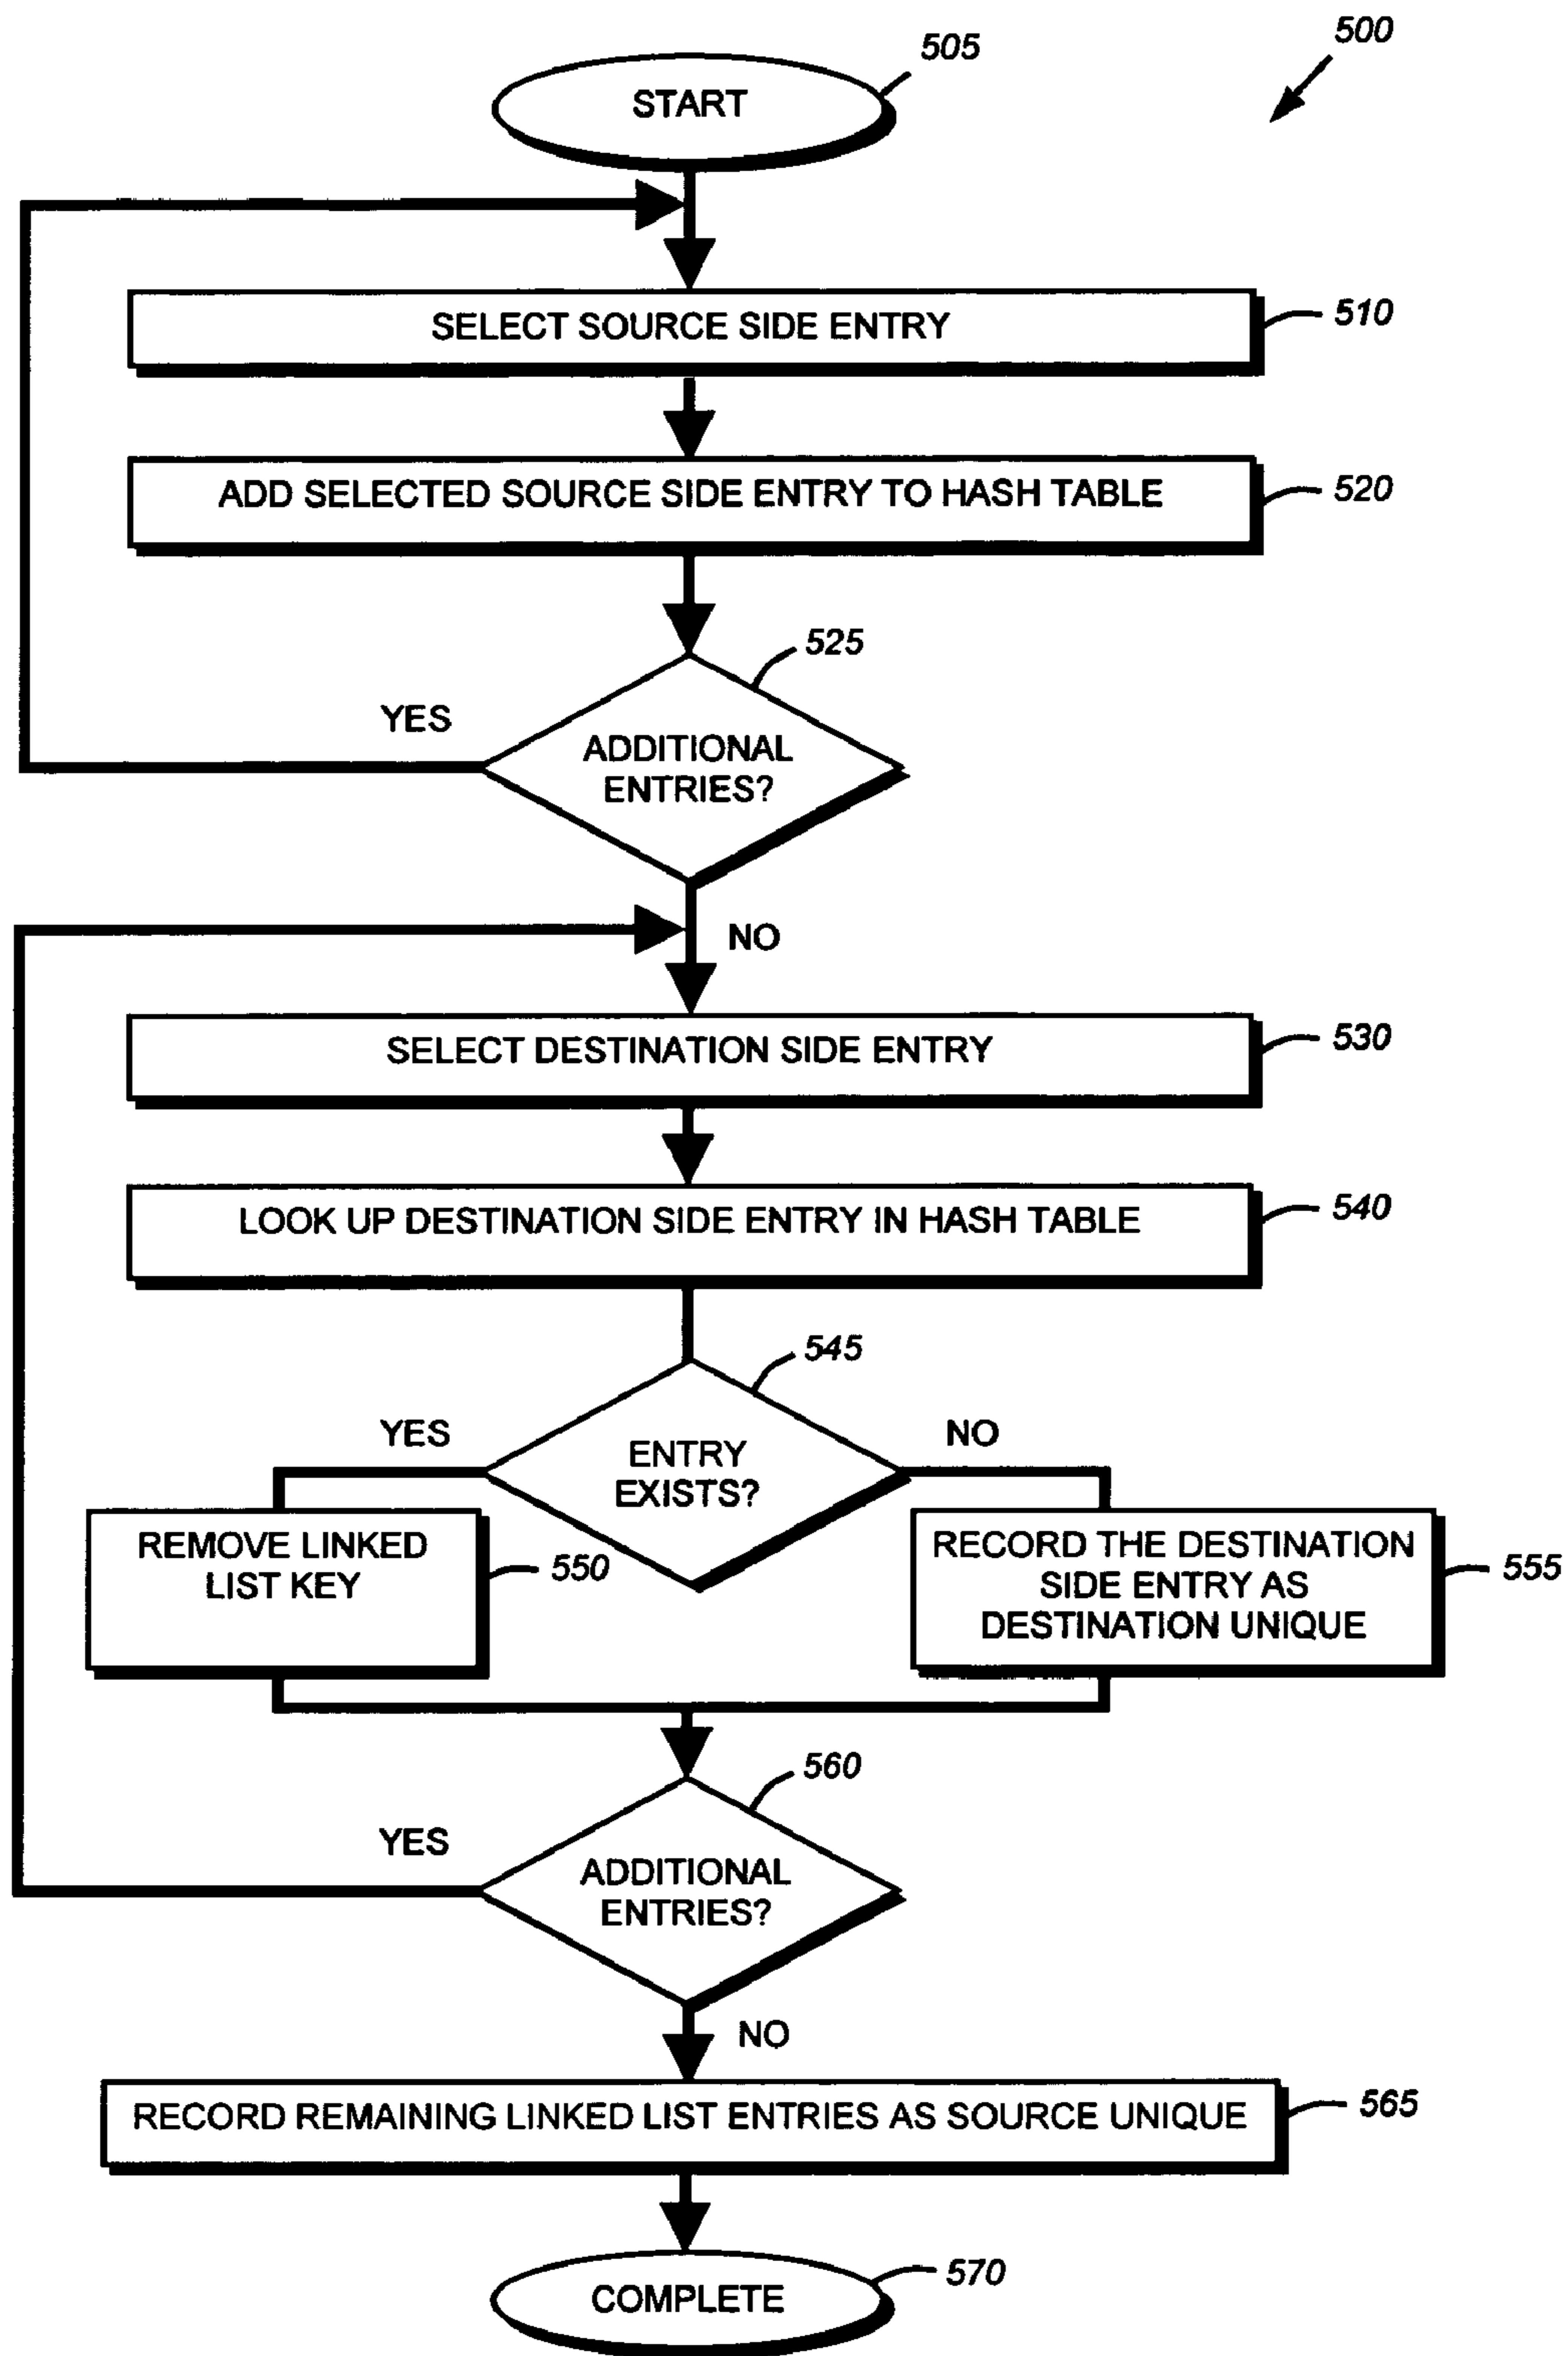 500
505
START
SELECT SOURCE SIDE ENTRY
510
ADD SELECTED SOURCE SIDE ENTRY TO HASH TABLE
520
525
YES
ADDITIONAL
ENTRIES?
NO
SELECT DESTINATION SIDE ENTRY
530
LOOK UP DESTINATION SIDE ENTRY IN HASH TABLE
540
545
YES
NO
ENTRY
EXISTS?
REMOVE LINKED
LIST KEY
550
RECORD THE DESTINATION
SIDE ENTRY AS
DESTINATION UNIQUE
555
560
YES
ADDITIONAL
ENTRIES?
NO
RECORD REMAINING LINKED LIST ENTRIES AS SOURCE UNIQUE
565
COMPLETE
570